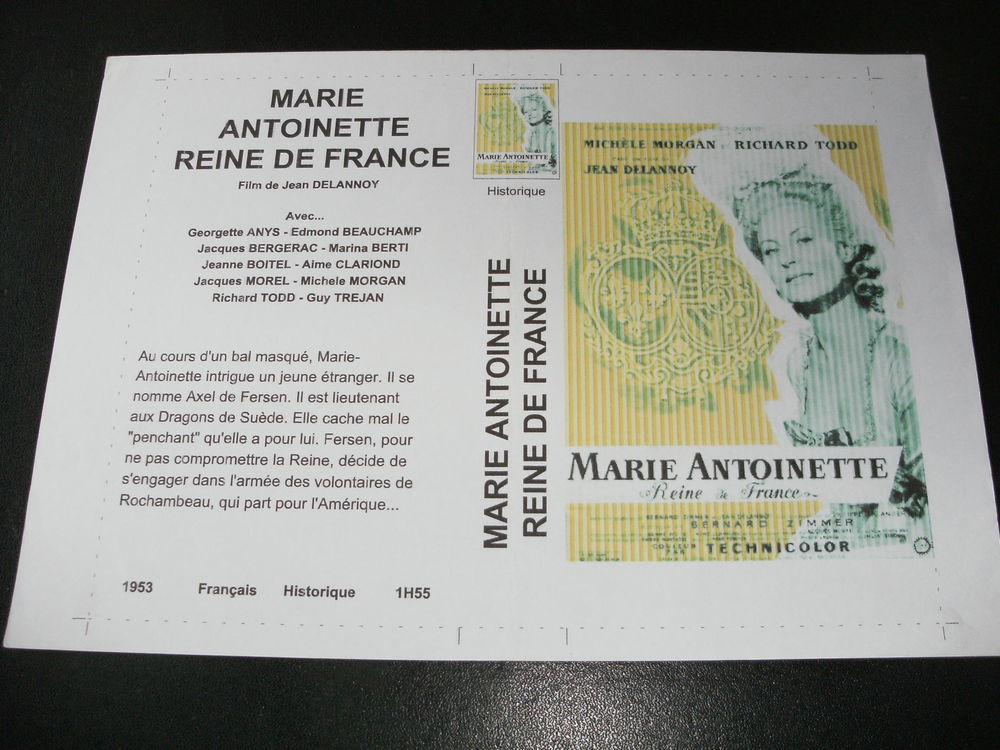 MARIE
ANTOINETTE
REINE DE FRANCE
Film de Jean DELANNOY
Avec...
Georgette ANYS - Edmond BEAUCHAMP
Jacques BERGERAC - Marina BERTI
Jeanne BOITEL - Aime CLARIOND
Jacques MOREL - Michele MORGAN
Richard TODD - Guy TREJAN
Au cours d'un bal masqué, Marie-
Antoinette intrigue un jeune étranger. Il se
nomme Axel de Fersen. Il est lieutenant
aux Dragons de Suède. Elle cache mal le
"penchant" qu'elle a pour lui. Fersen, pour
ne pas compromettre la Reine, décide de
s'engager dans l'armée des volontaires de
Rochambeau, qui part pour l'Amérique...
1953 Français Historique 1H55
MARIE ANTOINETTE
Historique
MARIE ANTOINETTE
REINE DE FRANCE
MICHÈLE MORGAN RICHARD TODD
JEAN DELANNOY
MARIE ANTOINETTE
Reine de France
BERNARD ZIMMER
COULEUR PAR TECHNICOLOR